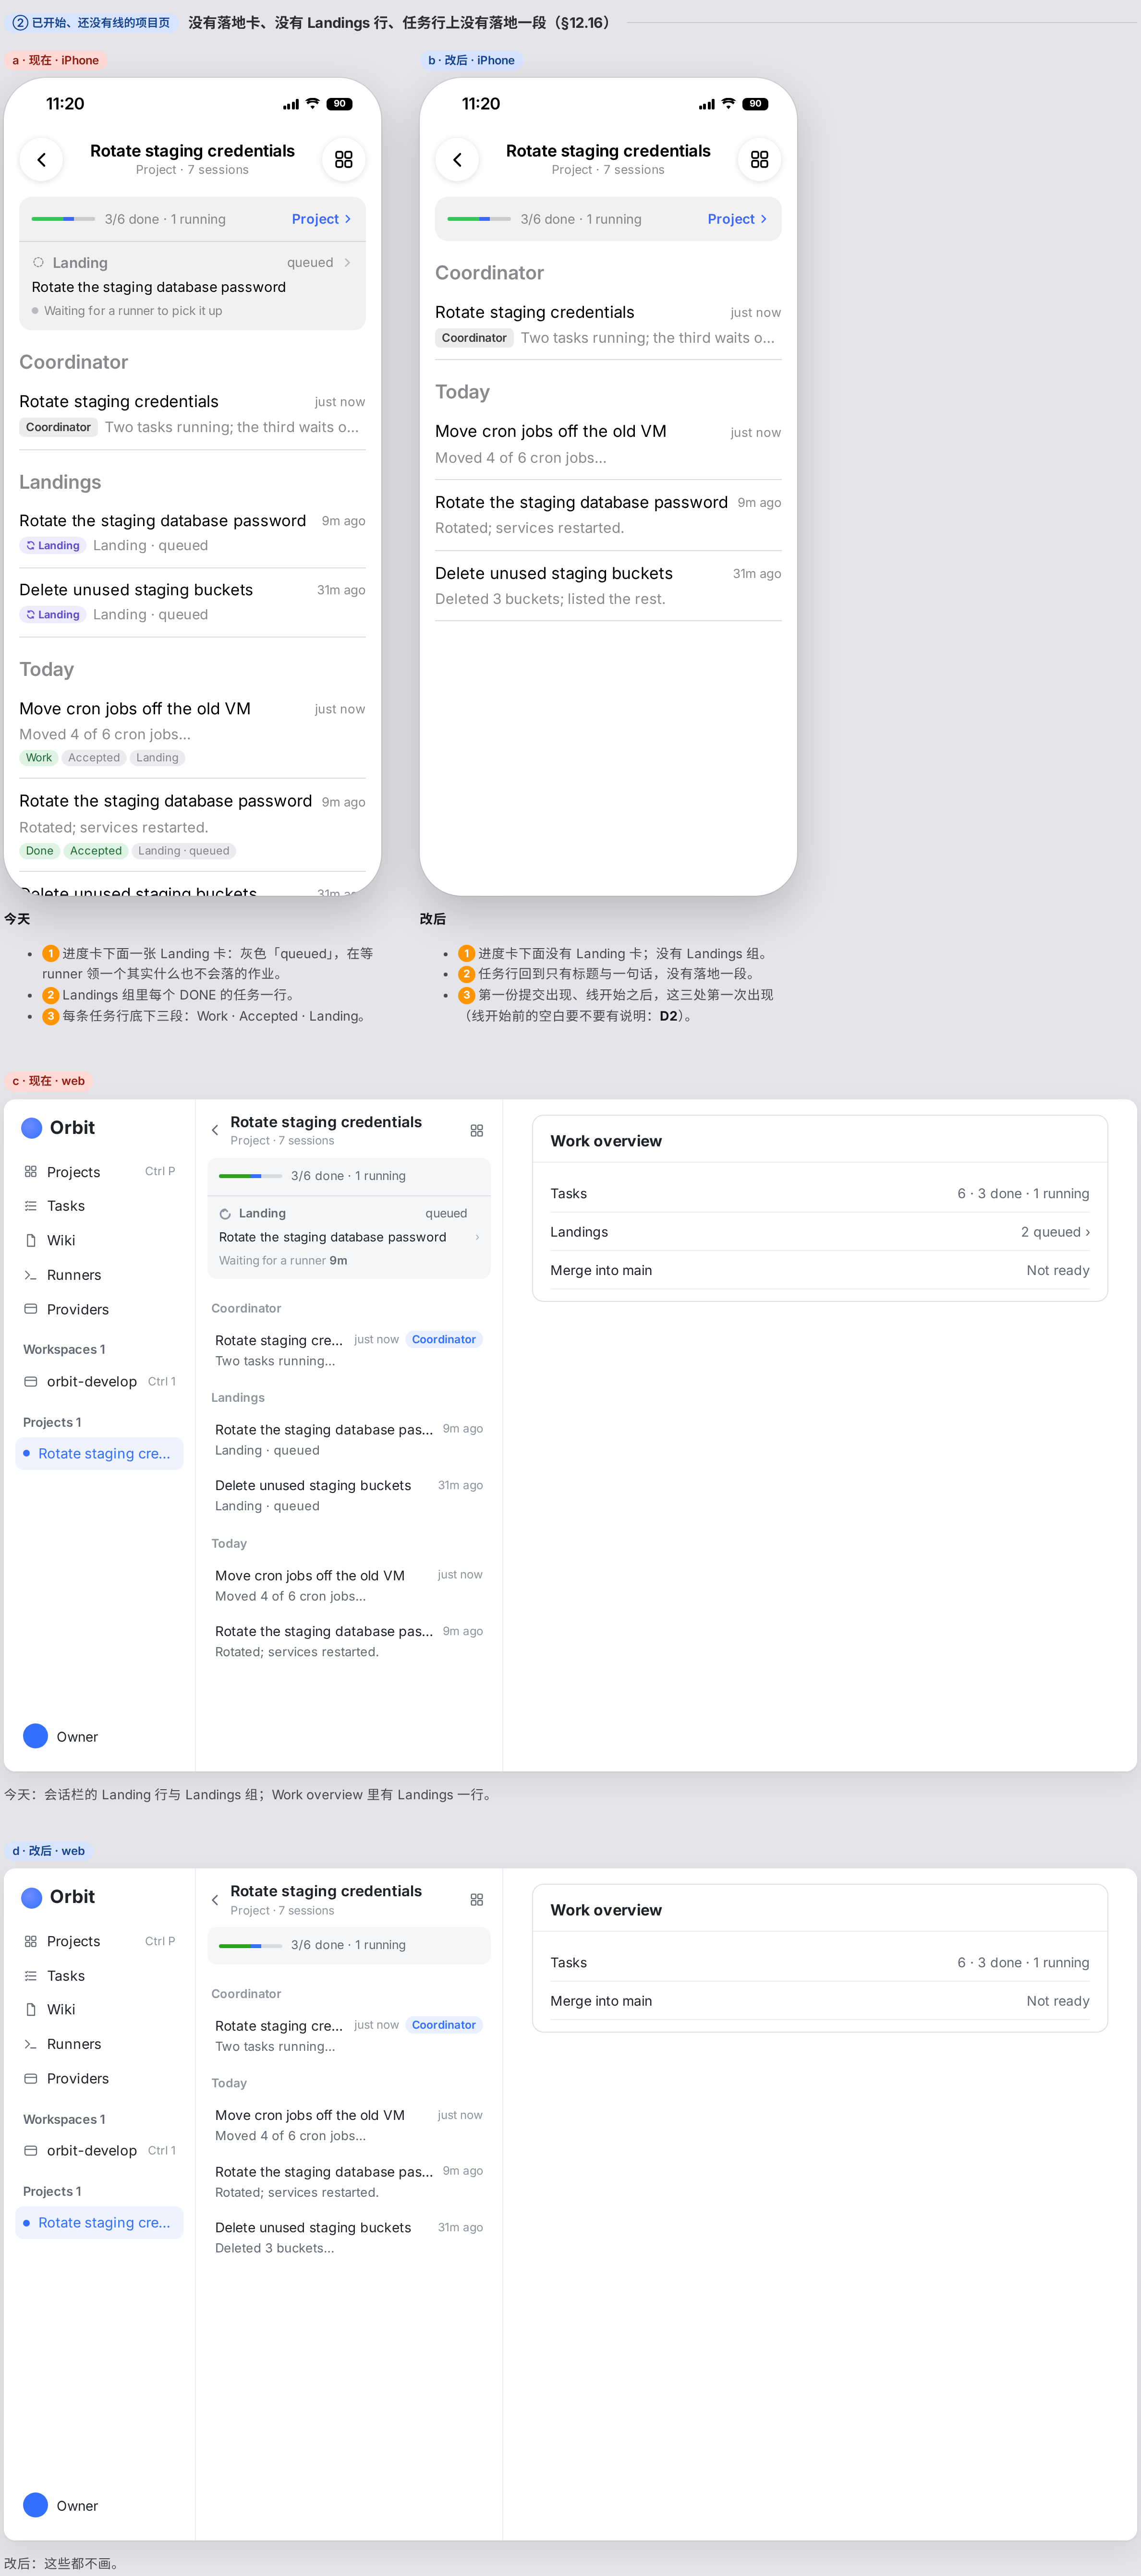 ② 已开始、还没有线的项目页 没有落地卡、没有 Landings 行、任务行上没有落地一段（§12.16）
a · 现在 · iPhone
11:20
90
Rotate staging credentials
Project · 7 sessions
3/6 done · 1 running Project
Landing queued
Rotate the staging database password
Waiting for a runner to pick it up
Coordinator
Rotate staging credentials just now
Coordinator Two tasks running; the third waits o...
Landings
Rotate the staging database password 9m ago
Landing Landing · queued
Delete unused staging buckets 31m ago
Landing Landing · queued
Today
Move cron jobs off the old VM just now
Moved 4 of 6 cron jobs...
Work Accepted Landing
Rotate the staging database password 9m ago
Rotated; services restarted.
Done Accepted Landing · queued
Delete unused staging buckets 31m ago
今天
1 进度卡下面一张 Landing 卡：灰色「queued」，在等
runner 领一个其实什么也不会落的作业。
2 Landings 组里每个 DONE 的任务一行。
3 每条任务行底下三段：Work · Accepted · Landing。
b · 改后 · iPhone
11:20
90
Rotate staging credentials
Project · 7 sessions
3/6 done · 1 running Project
Coordinator
Rotate staging credentials just now
Coordinator Two tasks running; the third waits o...
Today
Move cron jobs off the old VM just now
Moved 4 of 6 cron jobs...
Rotate the staging database password 9m ago
Rotated; services restarted.
Delete unused staging buckets 31m ago
Deleted 3 buckets; listed the rest.
改后
1 进度卡下面没有 Landing 卡；没有 Landings 组。
2 任务行回到只有标题与一句话，没有落地一段。
3 第一份提交出现、线开始之后，这三处第一次出现
（线开始前的空白要不要有说明：D2）。
c · 现在 · web
Orbit
Projects Ctrl P
Tasks
Wiki
Runners
Providers
Workspaces 1
orbit-develop Ctrl 1
Projects 1
Rotate staging cre...
Owner
Rotate staging credentials
Project · 7 sessions
3/6 done · 1 running
Landing queued
Rotate the staging database password ›
Waiting for a runner 9m
Coordinator
Rotate staging cre... just now Coordinator
Two tasks running...
Landings
Rotate the staging database pas... 9m ago
Landing · queued
Delete unused staging buckets 31m ago
Landing · queued
Today
Move cron jobs off the old VM just now
Moved 4 of 6 cron jobs...
Rotate the staging database pas... 9m ago
Rotated; services restarted.
Work overview
Tasks 6 · 3 done · 1 running
Landings 2 queued ›
Merge into main Not ready
今天：会话栏的 Landing 行与 Landings 组；Work overview 里有 Landings 一行。
d · 改后 · web
Orbit
Projects Ctrl P
Tasks
Wiki
Runners
Providers
Workspaces 1
orbit-develop Ctrl 1
Projects 1
Rotate staging cre...
Owner
Rotate staging credentials
Project · 7 sessions
3/6 done · 1 running
Coordinator
Rotate staging cre... just now Coordinator
Two tasks running...
Today
Move cron jobs off the old VM just now
Moved 4 of 6 cron jobs...
Rotate the staging database pas... 9m ago
Rotated; services restarted.
Delete unused staging buckets 31m ago
Deleted 3 buckets...
Work overview
Tasks 6 · 3 done · 1 running
Merge into main Not ready
改后：这些都不画。